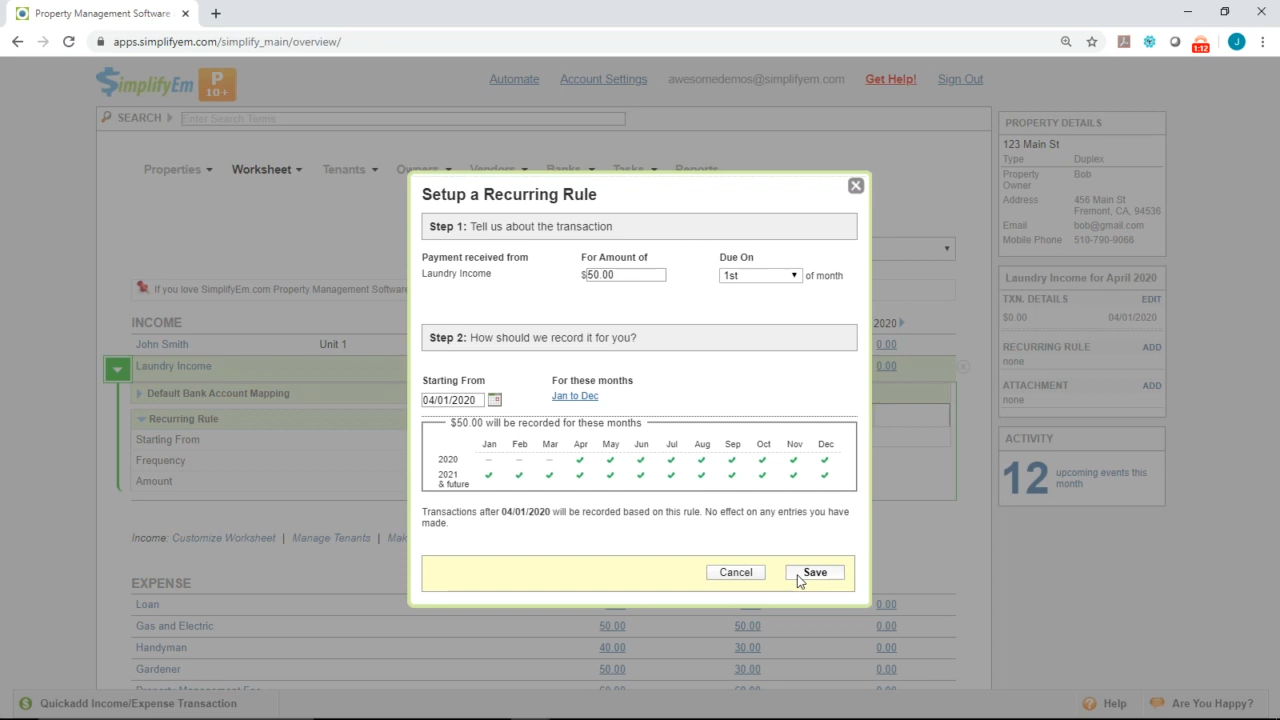 Property Management Software
apps.simplifyem.com/simplify_main/overview/
1:12
J
SimplifyEm
P
10+
Automate
Account Settings
awesomedemos@simplifyem.com
Get Help!
Sign Out
SEARCH
Enter Search Terms
Properties
Worksheet
Tenants
Owners
Vendors
Banks
Tasks
Reports
If you love SimplifyEm.com Property Management Software
INCOME
2020
John Smith
Unit 1
0.00
Laundry Income
0.00
Default Bank Account Mapping
Recurring Rule
Starting From
Frequency
Amount
Income: Customize Worksheet | Manage Tenants |
EXPENSE
Loan
0.00
Gas and Electric
50.00
50.00
0.00
Handyman
40.00
30.00
0.00
Gardener
50.00
30.00
0.00
Setup a Recurring Rule
Step 1: Tell us about the transaction
Payment received from
For Amount of
Due On
Laundry Income
$50.00
1st
of month
Step 2: How should we record it for you?
Starting From
For these months
04/01/2020
Jan to Dec
$50.00 will be recorded for these months
Jan Feb Mar Apr May Jun Jul Aug Sep Oct Nov Dec
2020
2021
& future
Transactions after 04/01/2020 will be recorded based on this rule. No effect on any entries you have
made.
Cancel
Save
PROPERTY DETAILS
123 Main St
Type Duplex
Property Bob
Owner
Address 456 Main St
Fremont, CA, 94536
Email bob@gmail.com
Mobile Phone 510-790-9066
Laundry Income for April 2020
TXN. DETAILS EDIT
$0.00 04/01/2020
RECURRING RULE ADD
none
ATTACHMENT ADD
none
ACTIVITY
12
upcoming events this
month
Quickadd Income/Expense Transaction
Help
Are You Happy?